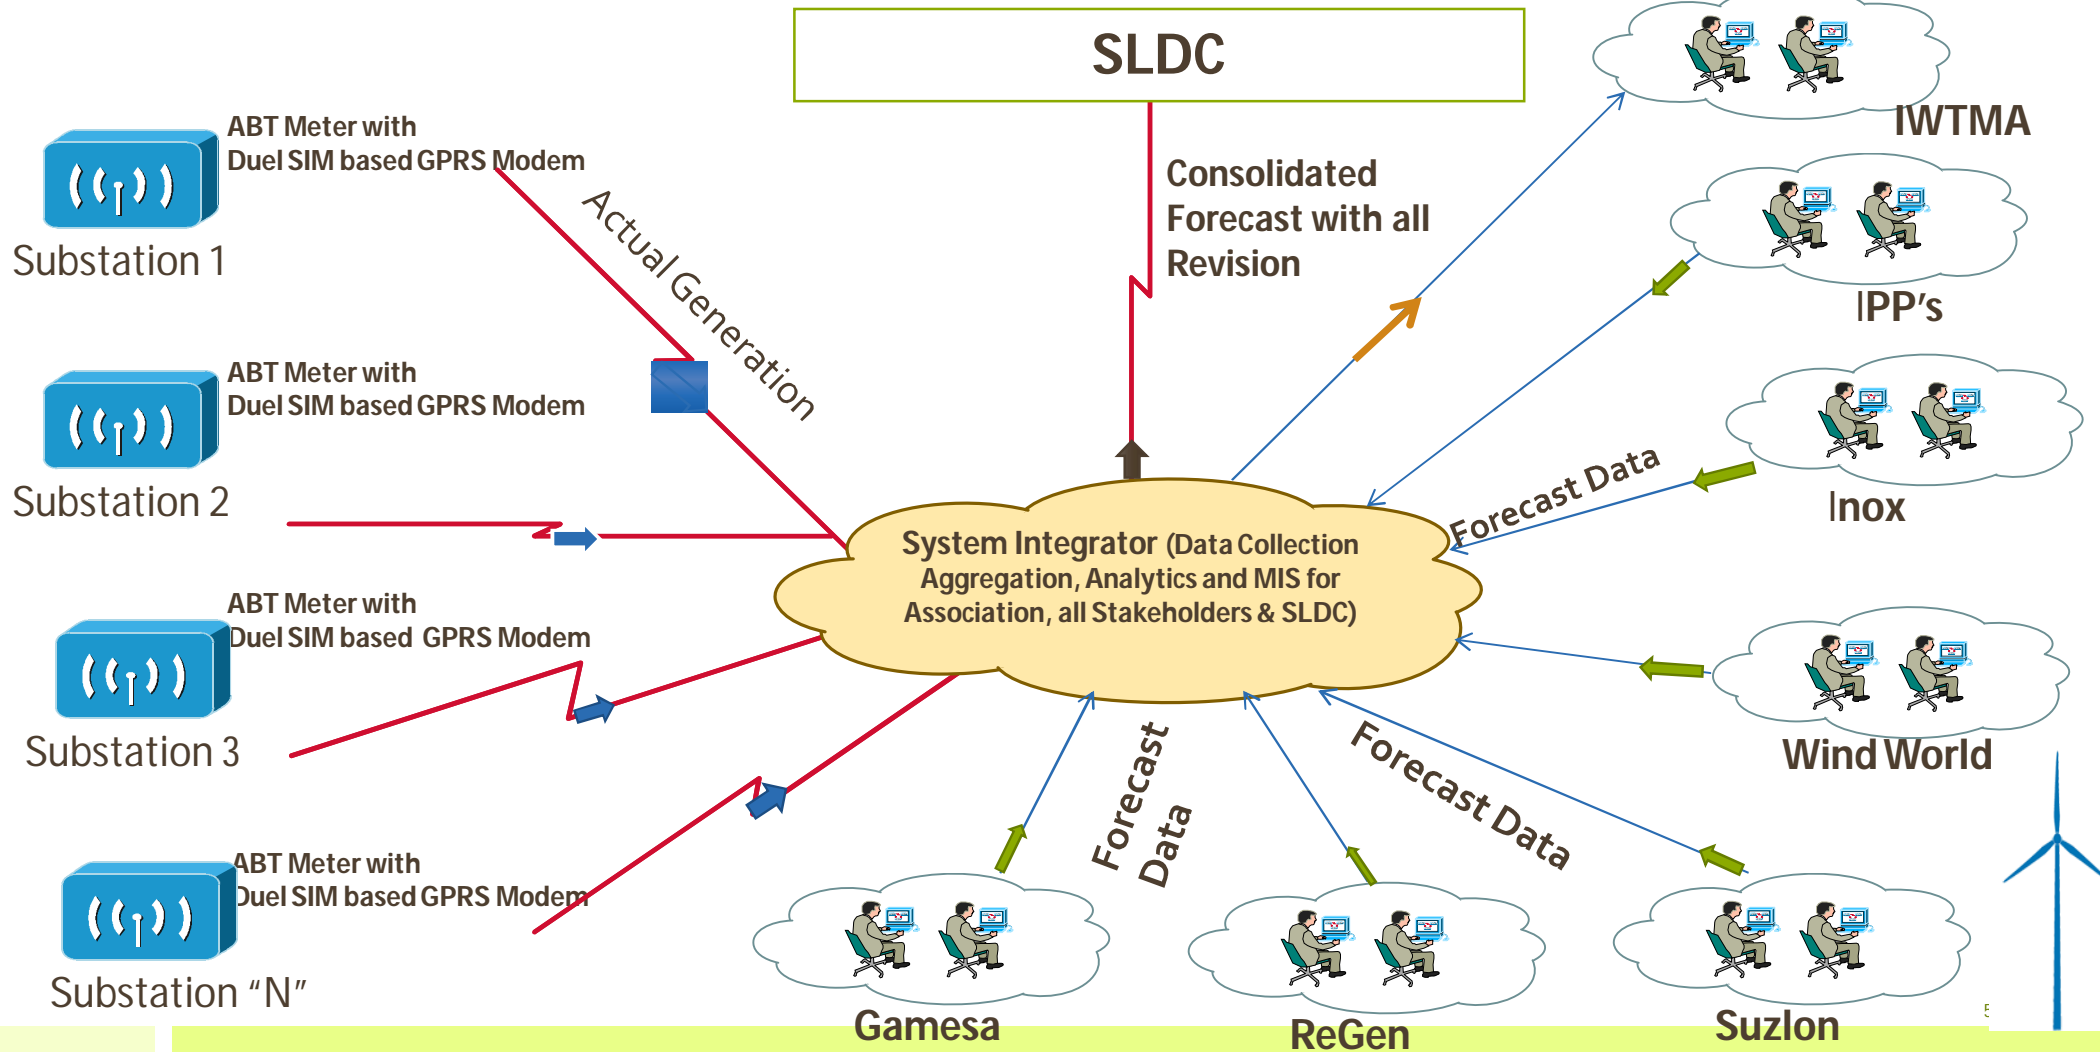 SLDC
IWTMA
ABT Meter with
Duel SIM based GPRS Modem
Substation 1
Actual Generation
Consolidated
Forecast with all
Revision
IPP's
ABT Meter with
Duel SIM based GPRS Modem
Substation 2
Inox
Forecast Data
System Integrator (Data Collection
Aggregation, Analytics and MIS for
Association, all Stakeholders & SLDC)
ABT Meter with
Duel SIM based GPRS Modem
Substation 3
Wind World
Forecast
Data
Forecast Data
ABT Meter with
Duel SIM based GPRS Modem
Substation “N”
Gamesa
ReGen
Suzlon
5